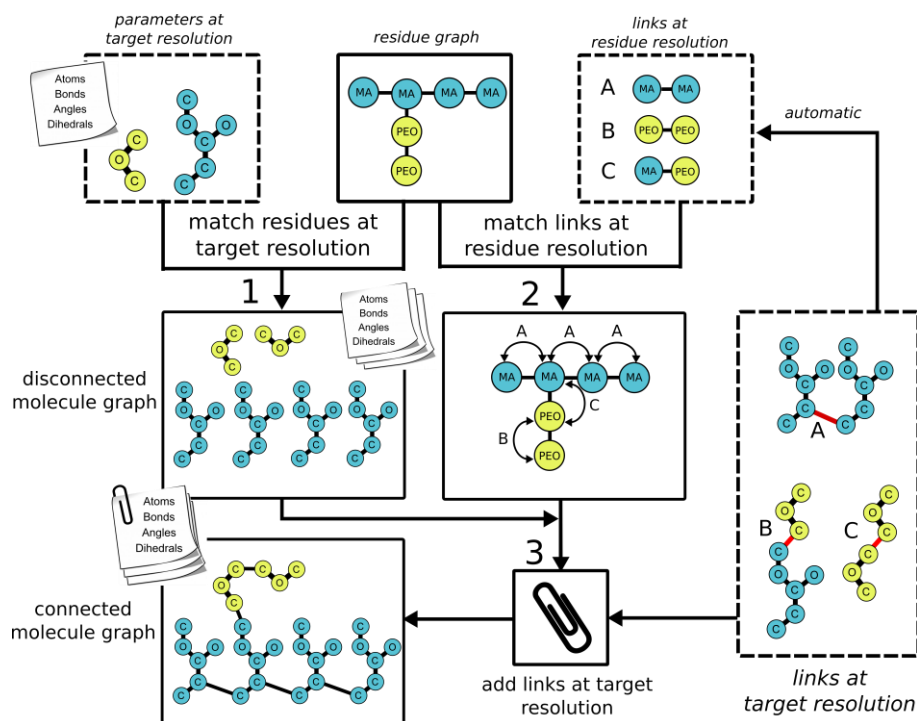 parameters at
target resolution
Atoms
Bonds
Angles
Dihedrals
C
O
C
C
O
C
O
C
C
residue graph
MA
MA
MA
MA
PEO
PEO
links at
residue resolution
A
MA
MA
B
PEO
PEO
C
MA
PEO
automatic
match residues at
target resolution
match links at
residue resolution
1
2
disconnected
molecule graph
Atoms
Bonds
Angles
Dihedrals
C
O
C
C
O
C
C
C
C
C
O
O
O
O
O
O
O
O
C
C
C
C
C
C
C
C
C
C
C
C
A
A
A
MA
MA
MA
MA
C
PEO
B
PEO
C
C
O
O
O
O
C
C
C
C
A
B
C
O
C
C
O
C
O
C
C
C
C
O
C
C
O
C
links at
target resolution
3
add links at target
resolution
connected
molecule graph
Atoms
Bonds
Angles
Dihedrals
C
C
C
O
O
C
C
C
C
C
O
O
O
O
O
O
O
O
C
C
C
C
C
C
C
C
C
C
C
C